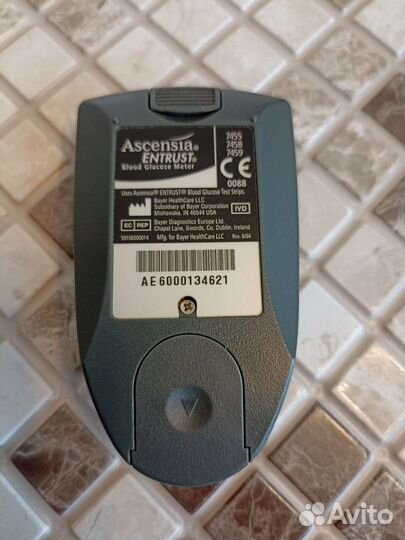 Ascensia®
ENTRUST®
Blood Glucose Meter
7455
7458
7459
CE
0088
Uses Ascensia® ENTRUST® Blood Glucose Test Strips.
Bayer HealthCare LLC
Subsidiary of Bayer Corporation
Mishawaka, IN 46544 USA
IVD
EC REP
Bayer Diagnostics Europe Ltd.
Chapel Lane, Swords, Co. Dublin, Ireland
Mfg. for Bayer HealthCare LLC
Rev. 6/04
AE6000134621
Avito